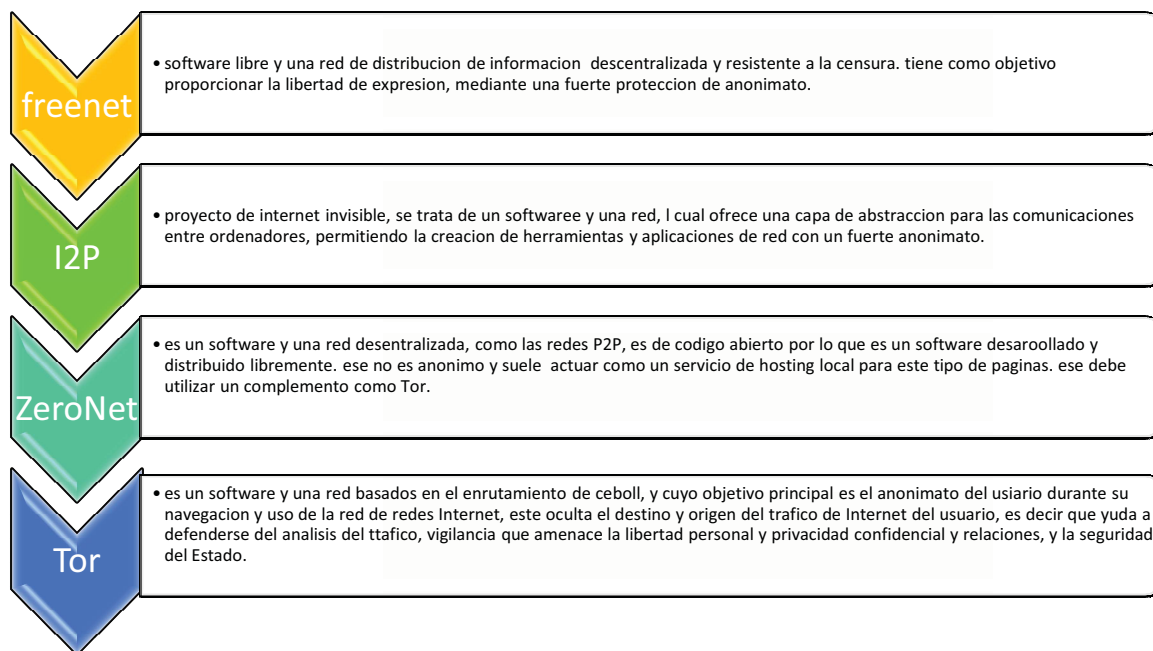 freenet
• software libre y una red de distribucion de informacion descentralizada y resistente a la censura. tiene como objetivo
proporcionar la libertad de expresion, mediante una fuerte proteccion de anonimato.
I2P
• proyecto de internet invisible, se trata de un softwaree y una red, l cual ofrece una capa de abstraccion para las comunicaciones
entre ordenadores, permitiendo la creacion de herramientas y aplicaciones de red con un fuerte anonimato.
ZeroNet
• es un software y una red desentralizada, como las redes P2P, es de codigo abierto por lo que es un software desaroollado y
distribuido libremente. ese no es anonimo y suele actuar como un servicio de hosting local para este tipo de paginas. ese debe
utilizar un complemento como Tor.
Tor
• es un software y una red basados en el enrutamiento de ceboll, y cuyo objetivo principal es el anonimato del usiario durante su
navegacion y uso de la red de redes Internet, este oculta el destino y origen del trafico de Internet del usuario, es decir que yuda a
defenderse del analisis del ttafico, vigilancia que amenace la libertad personal y privacidad confidencial y relaciones, y la seguridad
del Estado.